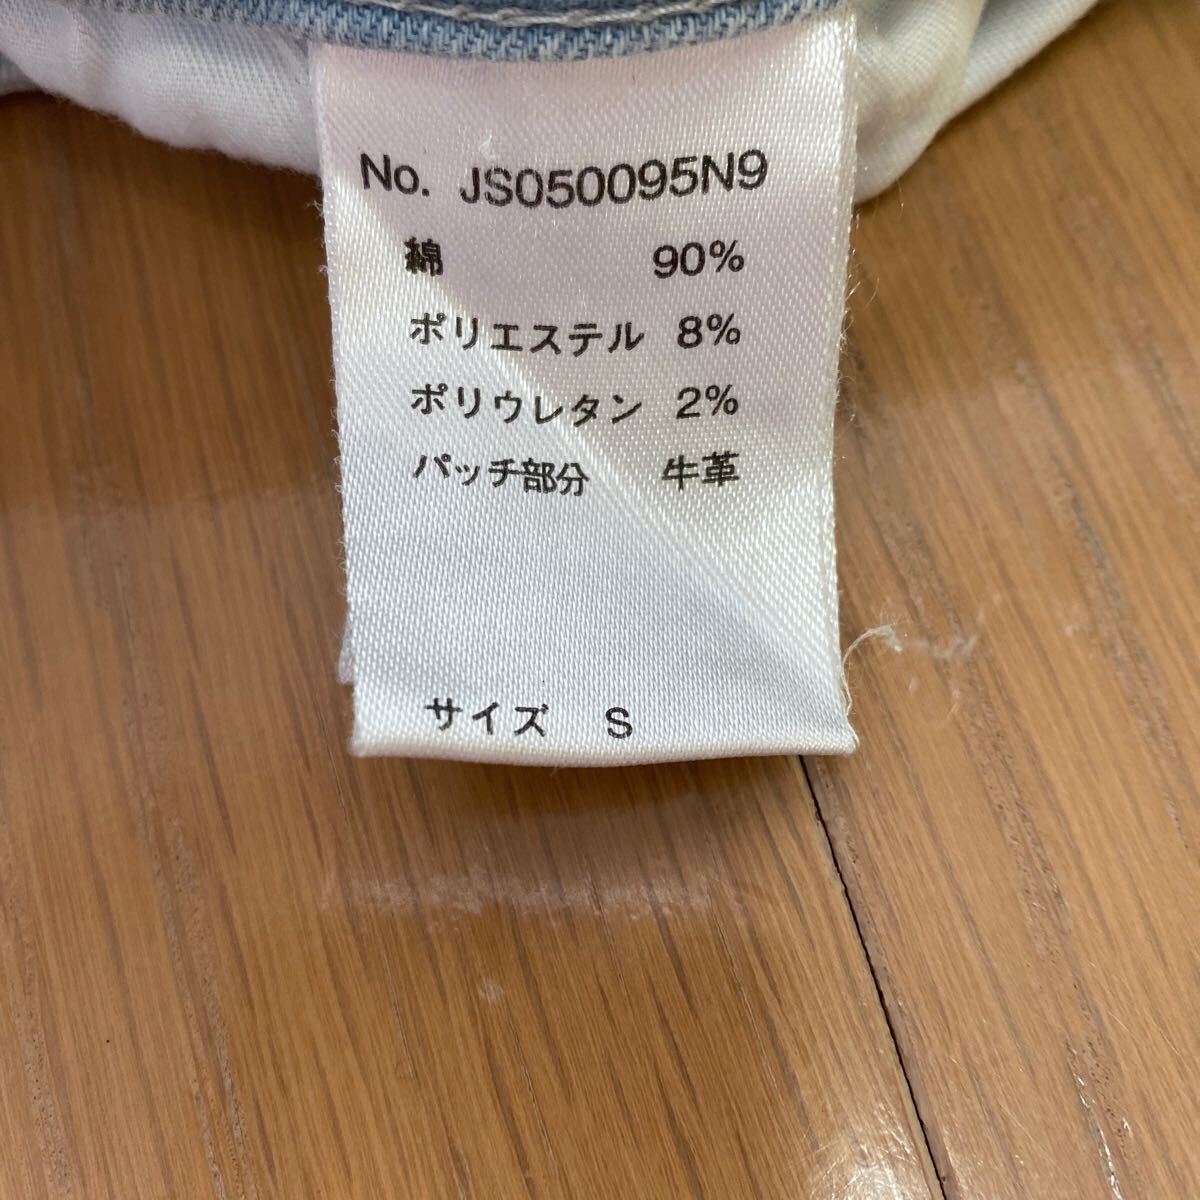 No. JS050095N9
綿 90%
ポリエステル 8%
ポリウレタン 2%
パッチ部分 牛革
サイズ S